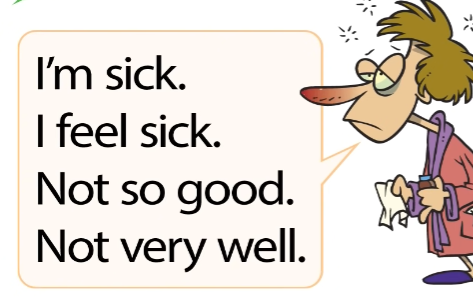 I'm sick.
I feel sick.
Not so good.
Not very well.